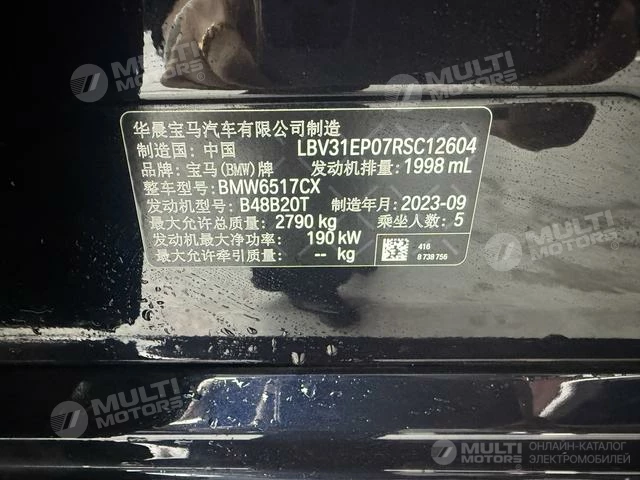 MULTI MOTORS
MULTI MOTORS
华晨宝马汽车有限公司制造
制造国: 中国 LBV31EP07RSC12604
品牌: 宝马(BMW)牌 发动机排量: 1998 mL
整车型号: BMW6517CX
发动机型号: B48B20T 制造年月: 2023-09
最大允许总质量: 2790 kg 乘坐人数: 5
发动机最大净功率: 190 kW
最大允许牵引质量: -- kg
416
8 738 756
MULTI MOTORS
MULTI MOTORS
MULTI MOTORS
MULTI MOTORS
ОНЛАЙН-КАТАЛОГ
ЭЛЕКТРОМОБИЛЕЙ